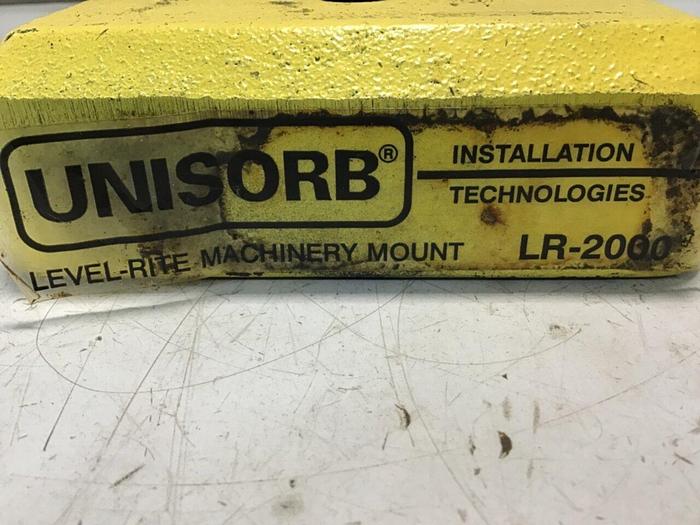 UNISORB®
INSTALLATION
TECHNOLOGIES
LEVEL-RITE MACHINERY MOUNT LR-2000